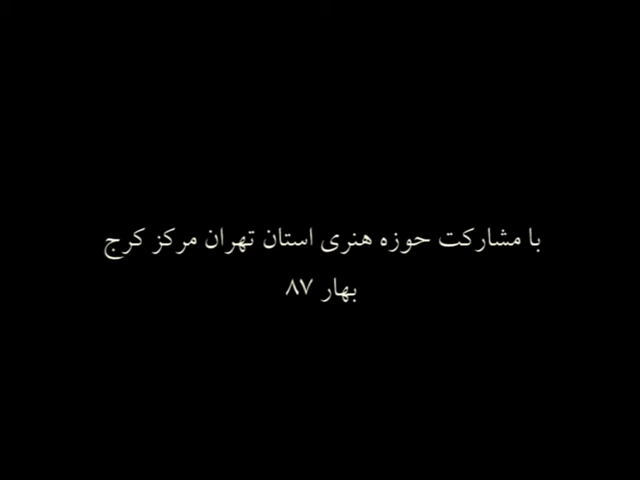 با مشارکت حوزه هنری استان تهران مرکز کرج
بهار ۸۷